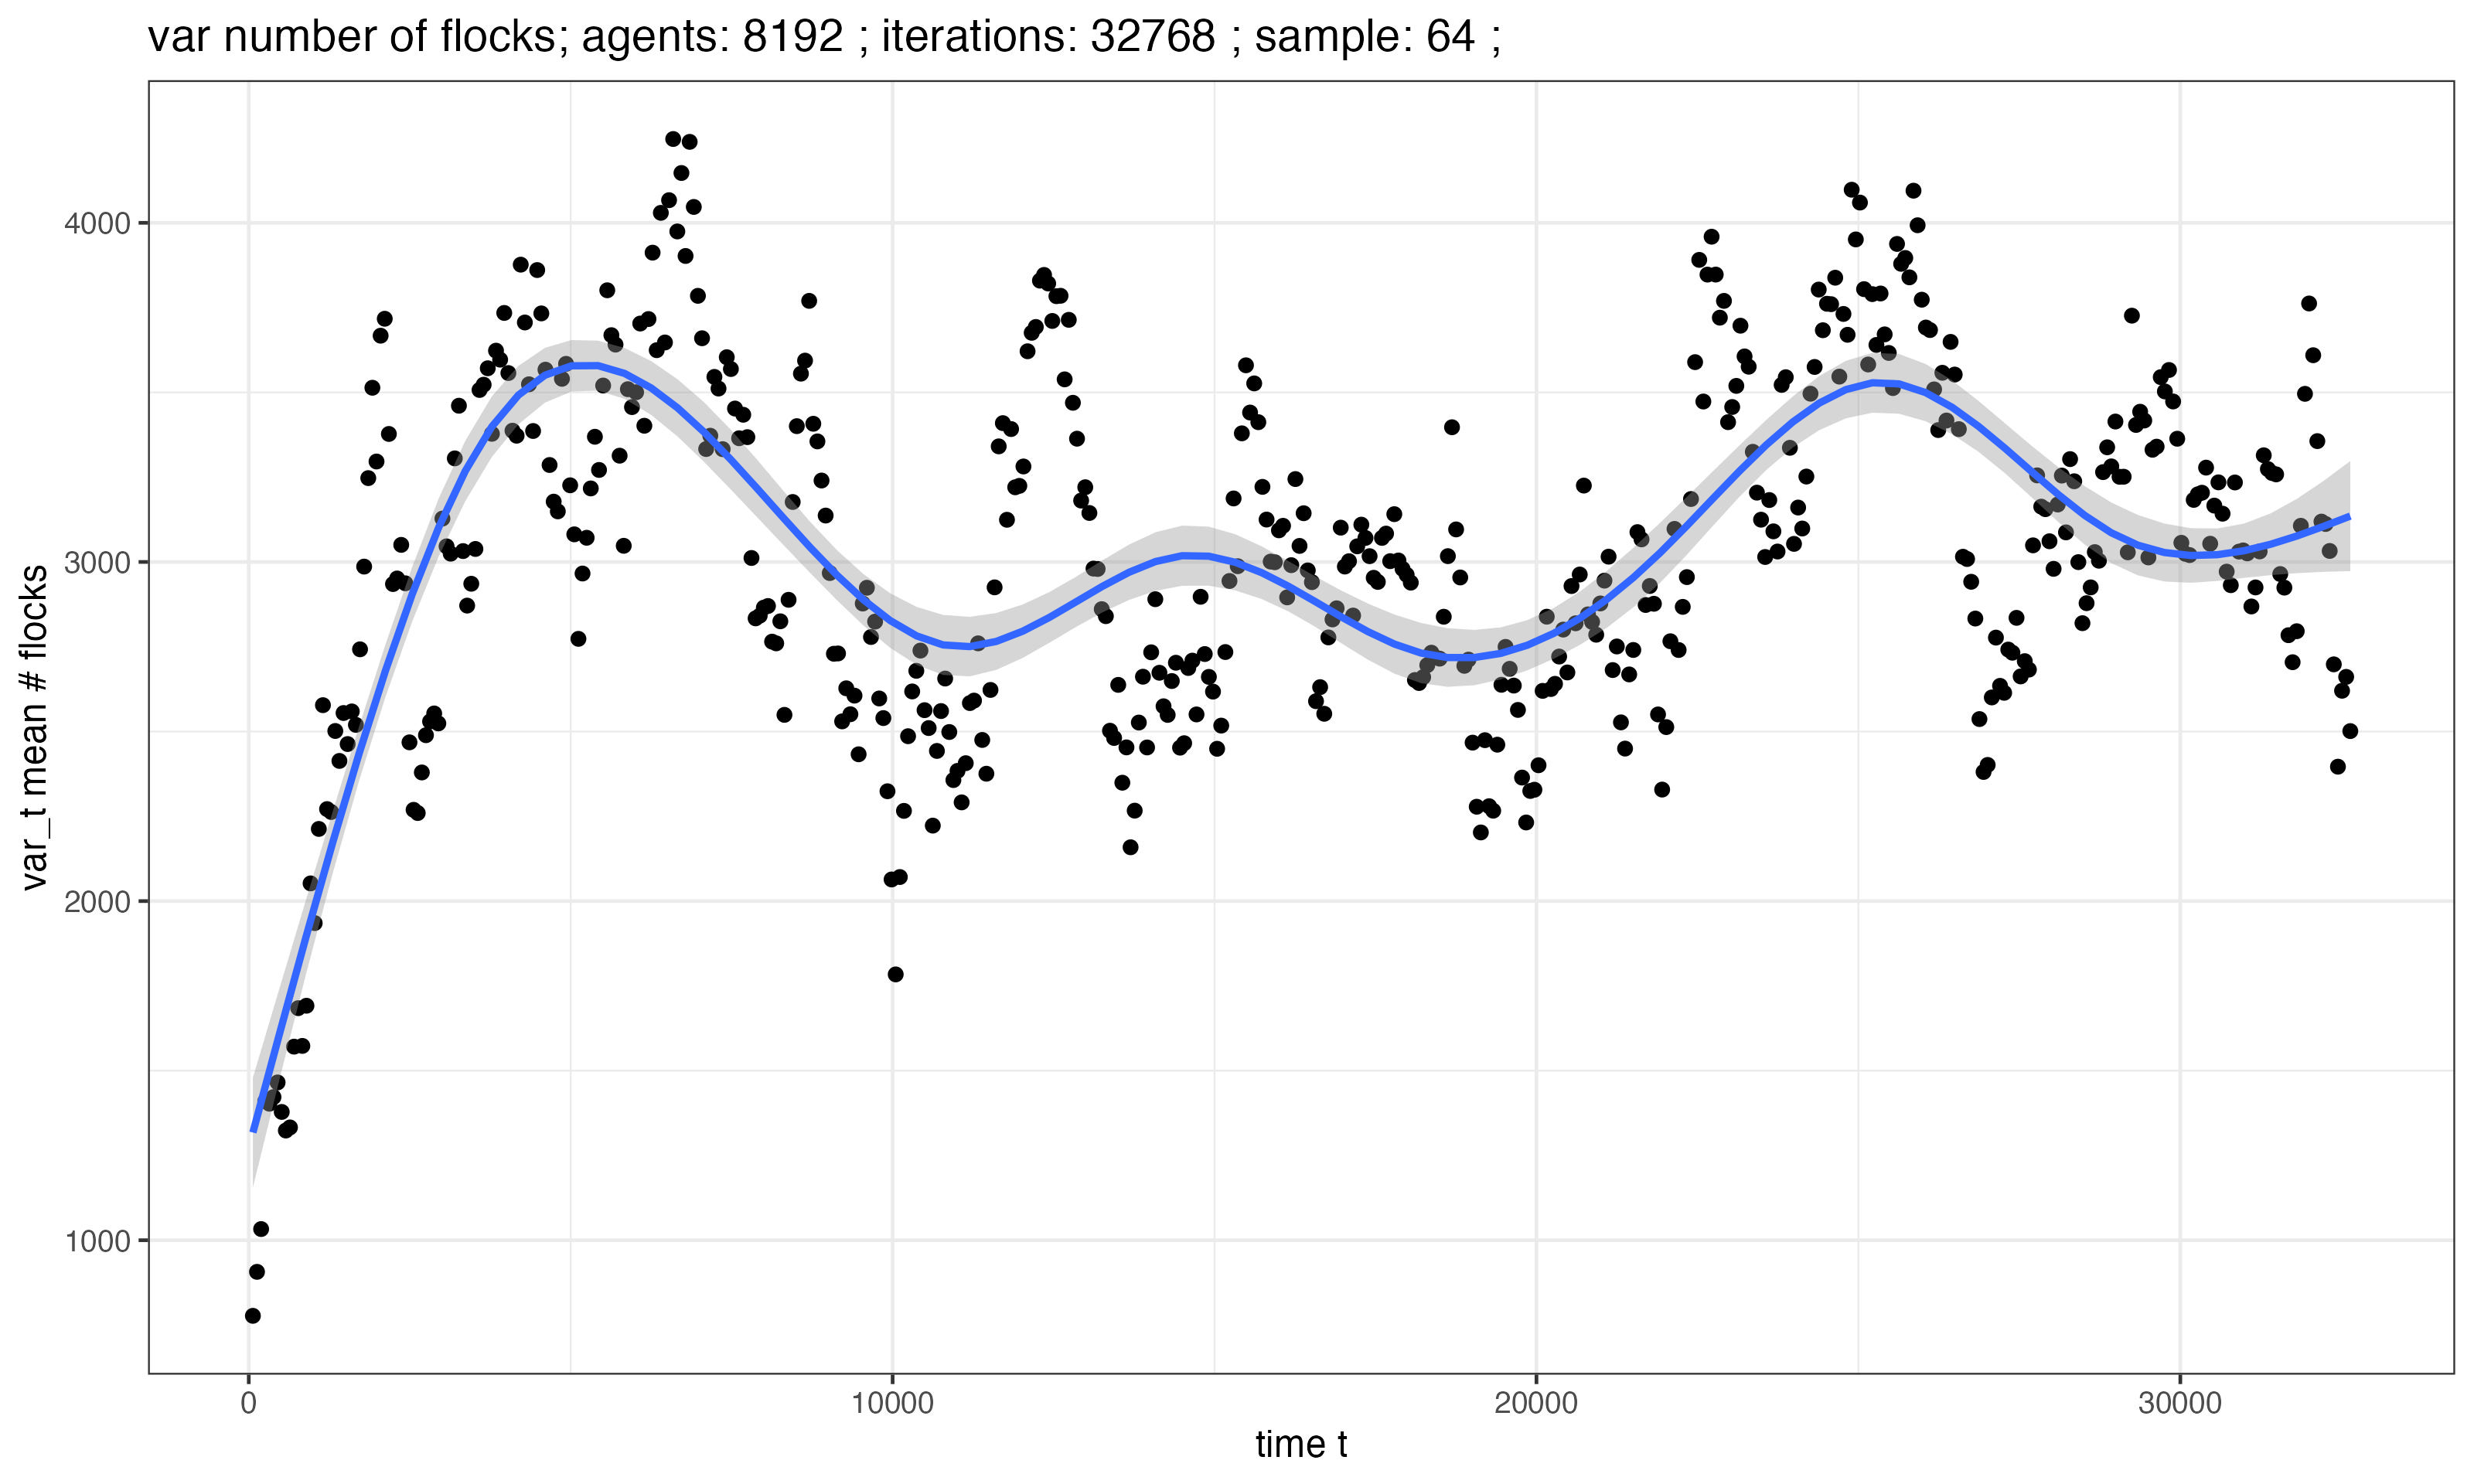 var number of flocks; agents: 8192 ; iterations: 32768 ; sample: 64 ;
var_t mean # flocks
4000
3000
2000
1000
0
10000
20000
30000
time t